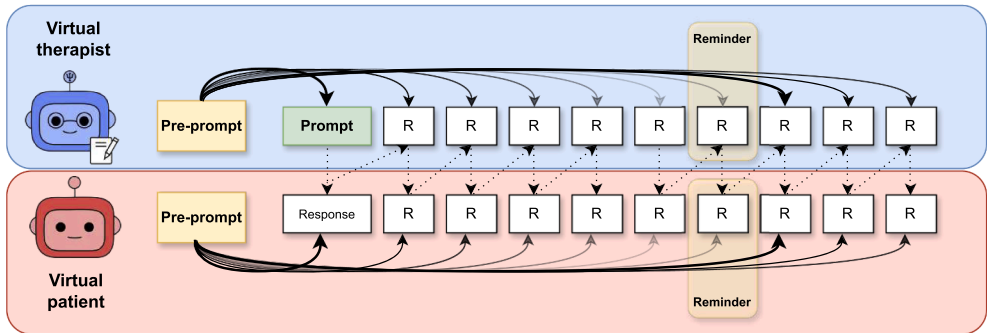 Virtual
therapist
Reminder
Pre-prompt
Prompt
R
R
R
R
R
R
R
R
R
Pre-prompt
Response
R
R
R
R
R
R
R
R
R
Virtual
patient
Reminder